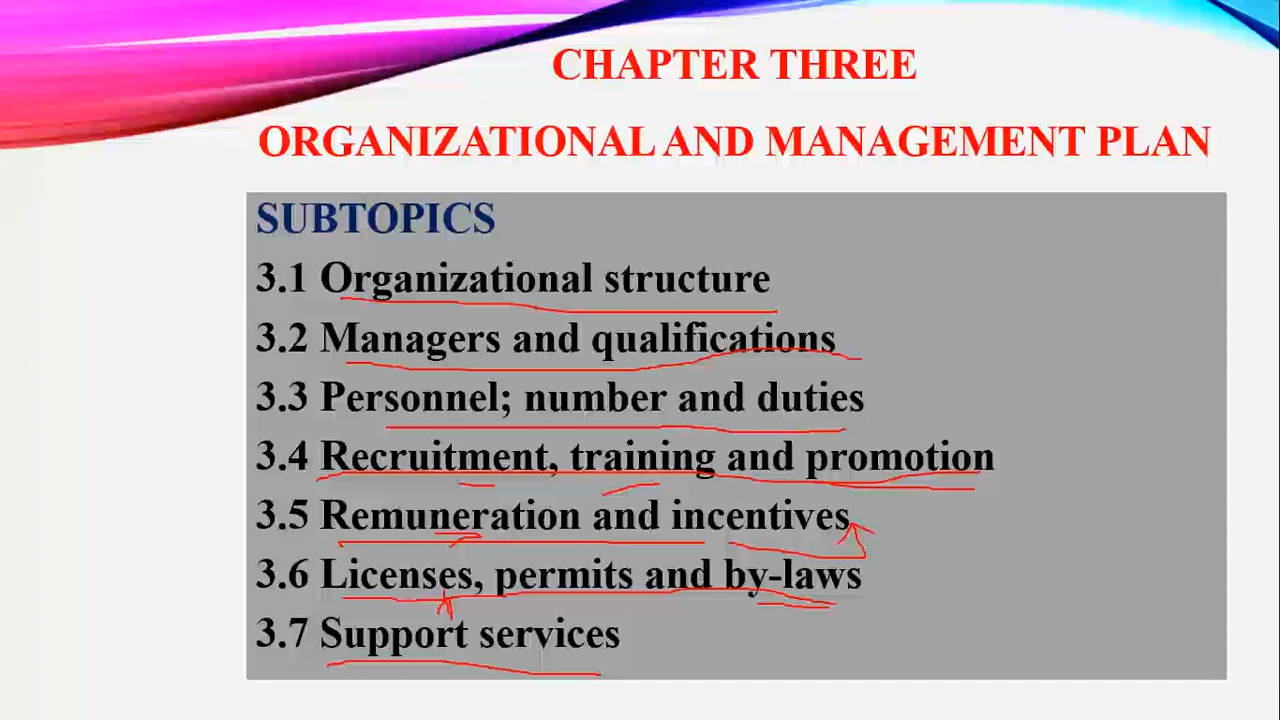 CHAPTER THREE
ORGANIZATIONAL AND MANAGEMENT PLAN
SUBTOPICS
3.1 Organizational structure
3.2 Managers and qualifications
3.3 Personnel; number and duties
3.4 Recruitment, training and promotion
3.5 Remuneration and incentives
3.6 Licenses, permits and by-laws
3.7 Support services